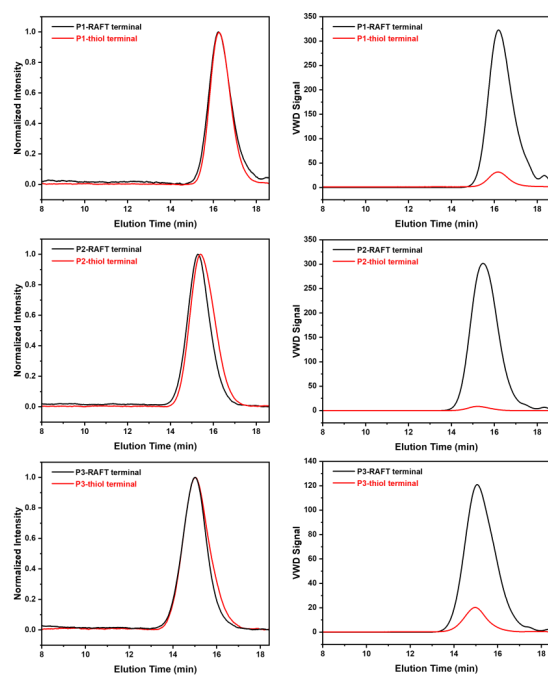 P1-RAFT terminal
P1-thiol terminal
Normalized Intensity
1.0
0.8
0.6
0.4
0.2
0.0
8 10 12 14 16 18
Elution Time (min)
P1-RAFT terminal
P1-thiol terminal
VWD Signal
350
300
250
200
150
100
50
0
-50
8 10 12 14 16 18
Elution Time (min)
P2-RAFT terminal
P2-thiol terminal
Normalized Intensity
1.0
0.8
0.6
0.4
0.2
0.0
8 10 12 14 16 18
Elution Time (min)
P2-RAFT terminal
P2-thiol terminal
VWD Signal
350
300
250
200
150
100
50
0
-50
8 10 12 14 16 18
Elution Time (min)
P3-RAFT terminal
P3-thiol terminal
Normalized Intensity
1.0
0.8
0.6
0.4
0.2
0.0
8 10 12 14 16 18
Elution Time (min)
P3-RAFT terminal
P3-thiol terminal
VWD Signal
140
120
100
80
60
40
20
0
8 10 12 14 16 18
Elution Time (min)